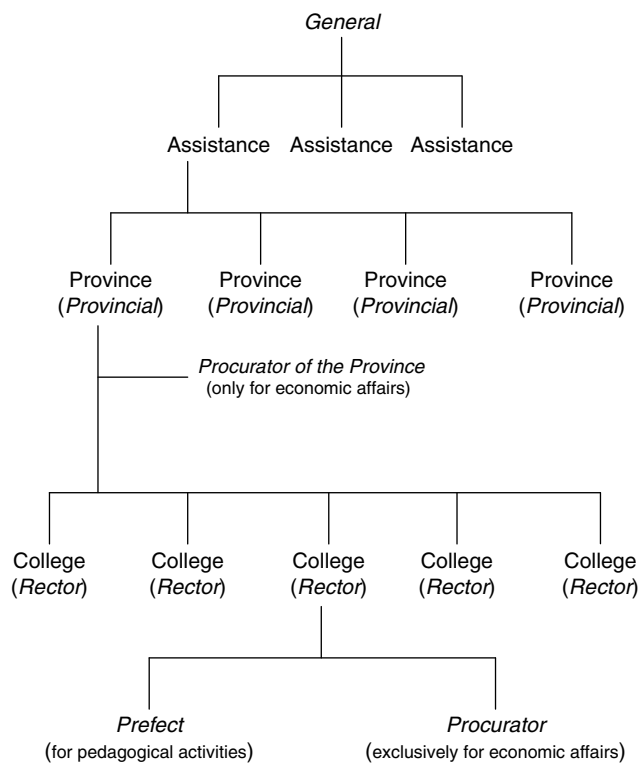 General
Assistance Assistance Assistance
Province Province Province Province
(Provincial) (Provincial) (Provincial) (Provincial)
Procurator of the Province
(only for economic affairs)
College College College College College
(Rector) (Rector) (Rector) (Rector) (Rector)
Prefect Procurator
(for pedagogical activities) (exclusively for economic affairs)